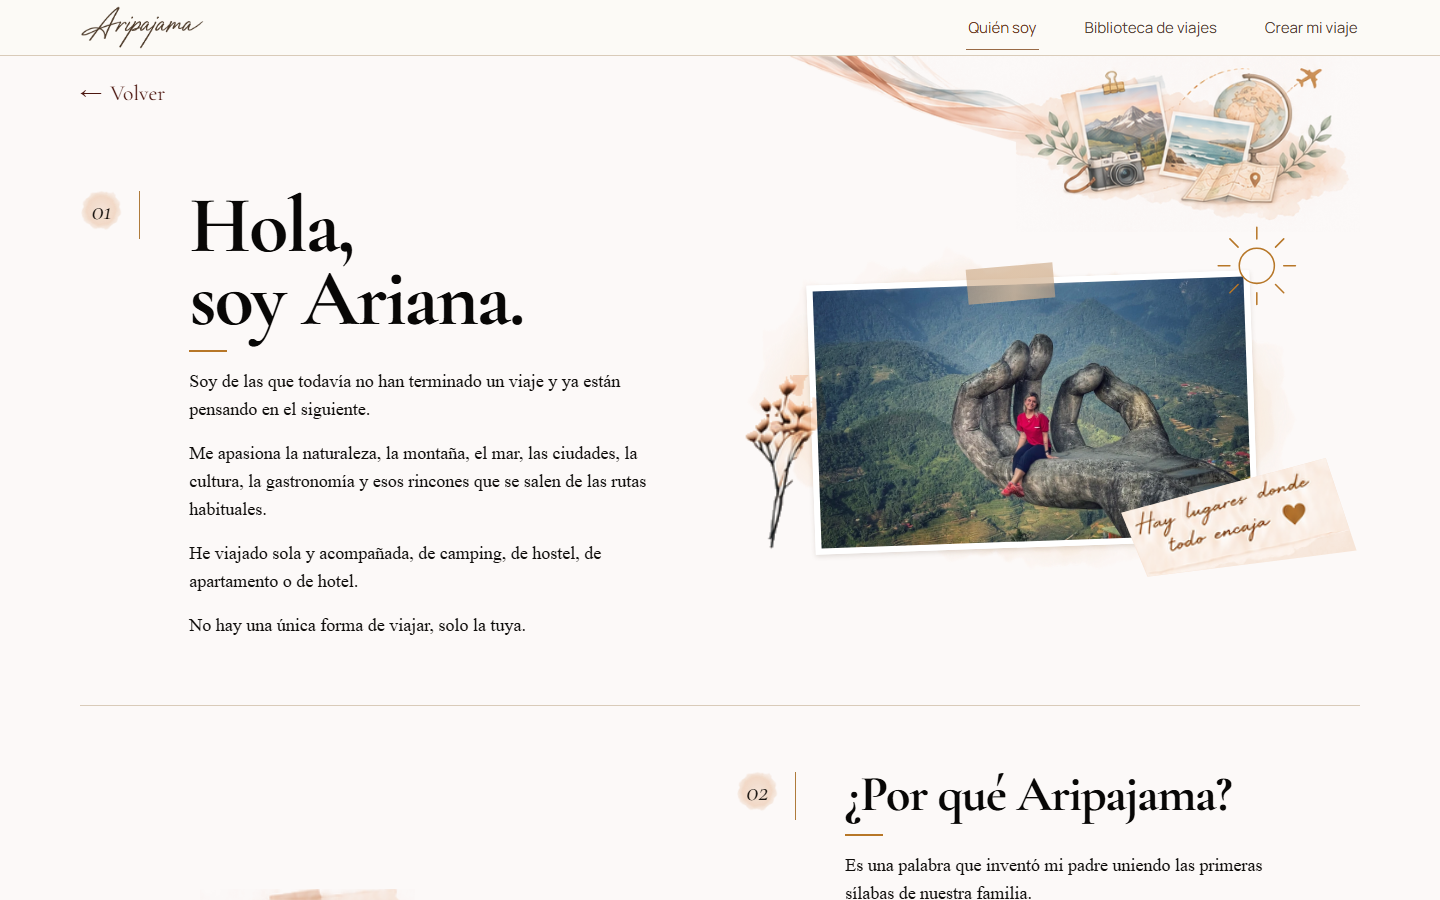 Aripajama
Quién soy
Biblioteca de viajes
Crear mi viaje
← Volver
01
Hola,
soy Ariana.
Soy de las que todavía no han terminado un viaje y ya están
pensando en el siguiente.
Me apasiona la naturaleza, la montaña, el mar, las ciudades, la
cultura, la gastronomía y esos rincones que se salen de las rutas
habituales.
He viajado sola y acompañada, de camping, de hostel, de
apartamento o de hotel.
No hay una única forma de viajar, solo la tuya.
Hay lugares donde
todo encaja
02
¿Por qué Aripajama?
Es una palabra que inventó mi padre uniendo las primeras
sílabas de nuestra familia.